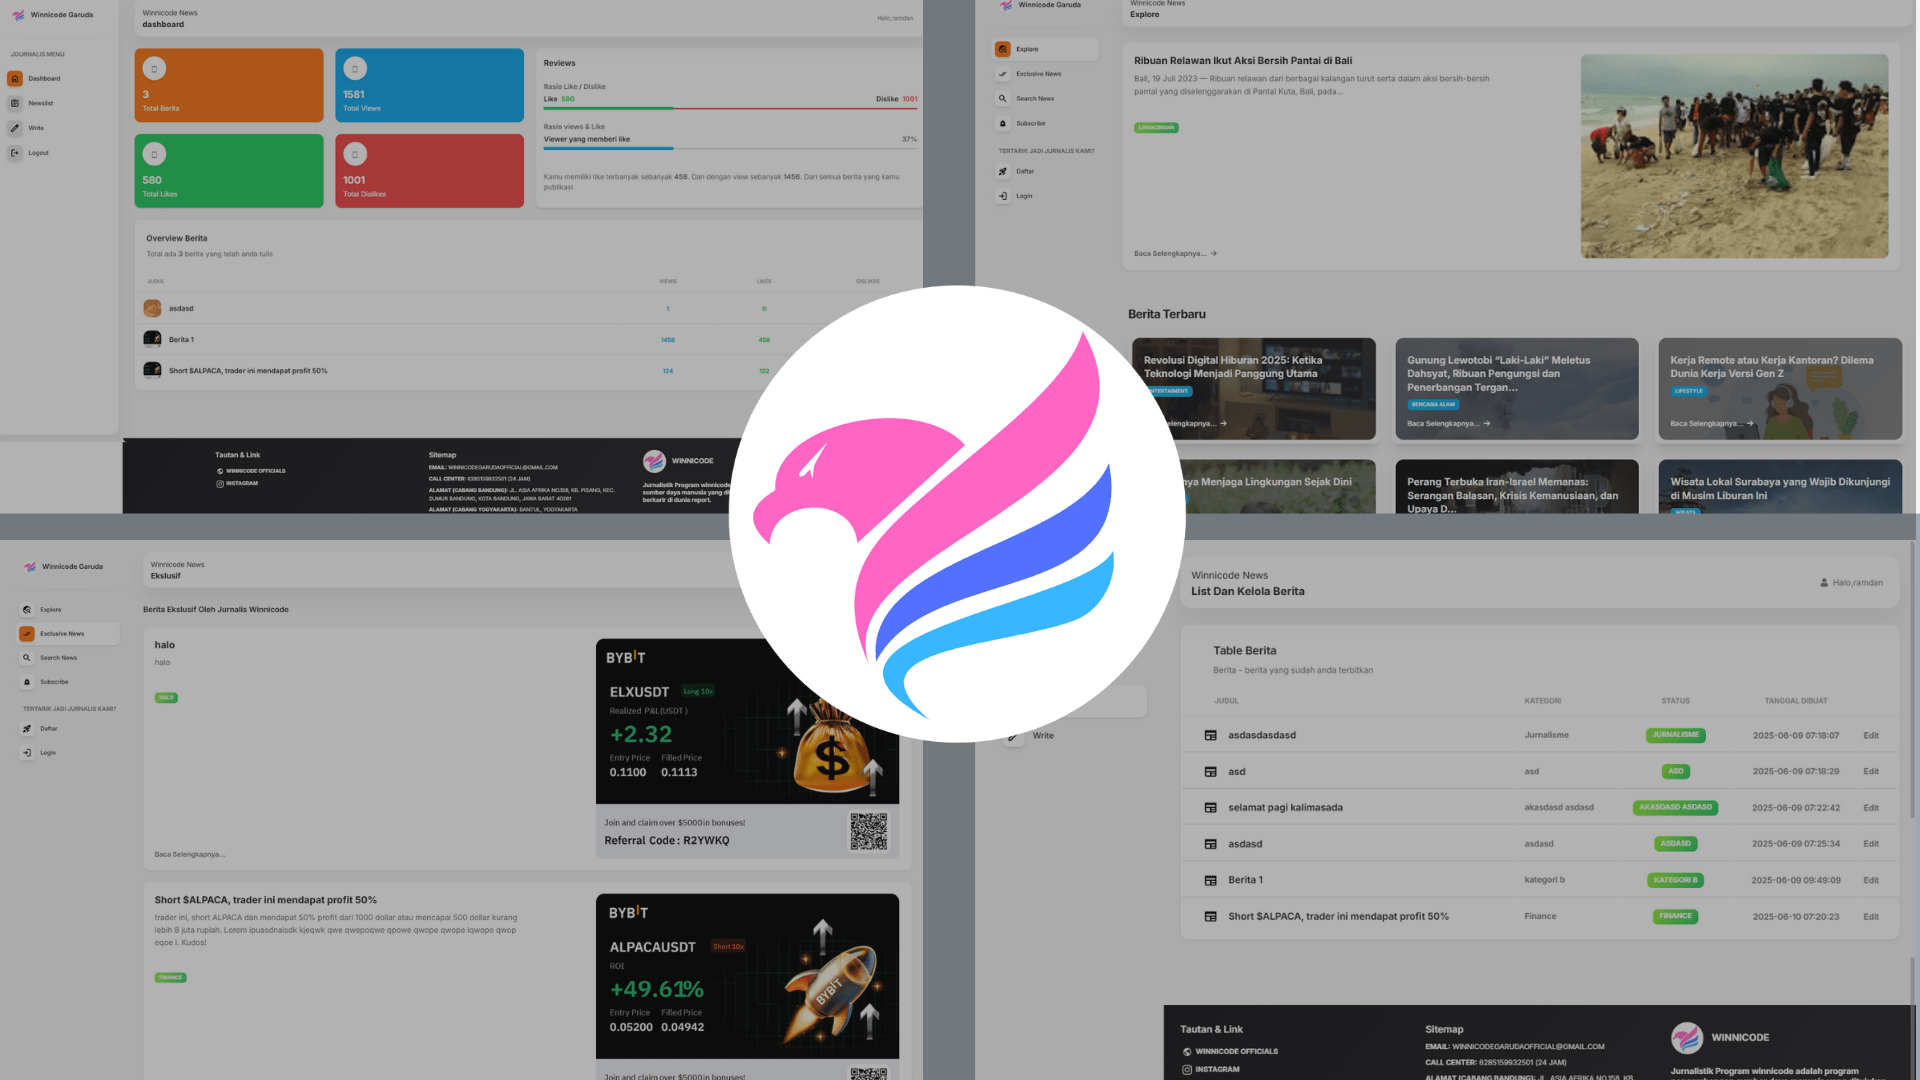 Winnicode Garuda
JOURNALIS MENU
Dashboard
Newslist
Write
Logout
Winnicode News
dashboard
Halo,ramdan
3
Total Berita
1581
Total Views
580
Total Likes
1001
Total Dislikes
Reviews
Rasio Like / Dislike
Like 580
Dislike 1001
Rasio views & Like
Viewer yang memberi like
37%
Kamu memiliki like terbanyak sebanyak 458. Dan dengan view sebanyak 1456. Dari semua berita yang kamu
publikasi
Overview Berita
Total ada 3 berita yang telah anda tulis
JUDUL VIEWS LIKES DISLIKES
asdasd 1 0
Berita 1 1456 458
Short $ALPACA, trader ini mendapat profit 50% 124 122
Tautan & Link
WINNICODE OFFICIALS
INSTAGRAM
Sitemap
EMAIL: WINNICODEGARUDAOFFICIAL@GMAIL.COM
CALL CENTER: 6285159932501 (24 JAM)
ALAMAT (CABANG BANDUNG): JL. ASIA AFRIKA NO.158, KB. PISANG, KEC.
SUMUR BANDUNG, KOTA BANDUNG, JAWA BARAT 40261
ALAMAT (CABANG YOGYAKARTA): BANTUL, YOGYAKARTA
WINNICODE
Jurnalistik Program winnicode
sumber daya manusia yang
berkarir di dunia report.
Winnicode Garuda
Explore
Exclusive News
Search News
Subscribe
TERTARIK JADI JURNALIS KAMI?
Daftar
Login
Winnicode News
Explore
Ribuan Relawan Ikut Aksi Bersih Pantai di Bali
Bali, 19 Juli 2023 — Ribuan relawan dari berbagai kalangan turut serta dalam aksi bersih-bersih
pantai yang diselenggarakan di Pantai Kuta, Bali, pada...
LINGKUNGAN
Baca Selengkapnya... →
Berita Terbaru
Revolusi Digital Hiburan 2025: Ketika
Teknologi Menjadi Panggung Utama
NTERTAINMENT
elengkapnya... →
Gunung Lewotobi “Laki-Laki” Meletus
Dahsyat, Ribuan Pengungsi dan
Penerbangan Tergan...
BENCANA ALAM
Baca Selengkapnya... →
Kerja Remote atau Kerja Kantoran? Dilema
Dunia Kerja Versi Gen Z
LIFESTYLE
Baca Selengkapnya... →
nya Menjaga Lingkungan Sejak Dini
Perang Terbuka Iran-Israel Memanas:
Serangan Balasan, Krisis Kemanusiaan, dan
Upaya D...
Wisata Lokal Surabaya yang Wajib Dikunjungi
di Musim Liburan Ini
WISATA
Winnicode Garuda
Explore
Exclusive News
Search News
Subscribe
TERTARIK JADI JURNALIS KAMI?
Daftar
Login
Winnicode News
Ekslusif
Berita Ekslusif Oleh Jurnalis Winnicode
halo
halo
HALO
Baca Selengkapnya...
BYBIT
ELXUSDT Long 10x
Realized P&L(USDT )
+2.32
Entry Price Filled Price
0.1100 0.1113
$
Join and claim over $5000 in bonuses!
Referral Code : R2YWKQ
Short $ALPACA, trader ini mendapat profit 50%
trader ini, short ALPACA dan mendapat 50% profit dari 1000 dollar atau mencapai 500 dollar kurang
lebih 8 juta rupiah. Lorem ipuasdnalsdk kjeqwk qwe qwepoqwe qpowe qwope qwope iqwope qwop
eqoe i. Kudos!
FINANCE
BYBIT
ALPACAUSDT Short 10x
ROI
+49.61%
Entry Price Filled Price
0.05200 0.04942
BYBIT
Join and claim over $5000 in bonuses!
Write
Winnicode News
List Dan Kelola Berita
Halo,ramdan
Table Berita
Berita - berita yang sudah anda terbitkan
JUDUL KATEGORI STATUS TANGGAL DIBUAT
asdasdasdasd Jurnalisme JURNALISME 2025-06-09 07:18:07 Edit
asd asd ASD 2025-06-09 07:18:29 Edit
selamat pagi kalimasada akasdasd asdasd AKASDASD ASDASD 2025-06-09 07:22:42 Edit
asdasd asdasd ASDASD 2025-06-09 07:25:34 Edit
Berita 1 kategori b KATEGORI B 2025-06-09 09:49:09 Edit
Short $ALPACA, trader ini mendapat profit 50% Finance FINANCE 2025-06-10 07:20:23 Edit
Tautan & Link
WINNICODE OFFICIALS
INSTAGRAM
Sitemap
EMAIL: WINNICODEGARUDAOFFICIAL@GMAIL.COM
CALL CENTER: 6285159932501 (24 JAM)
ALAMAT (CABANG BANDUNG): JL. ASIA AFRIKA NO.158, KB
WINNICODE
Jurnalistik Program winnicode adalah program